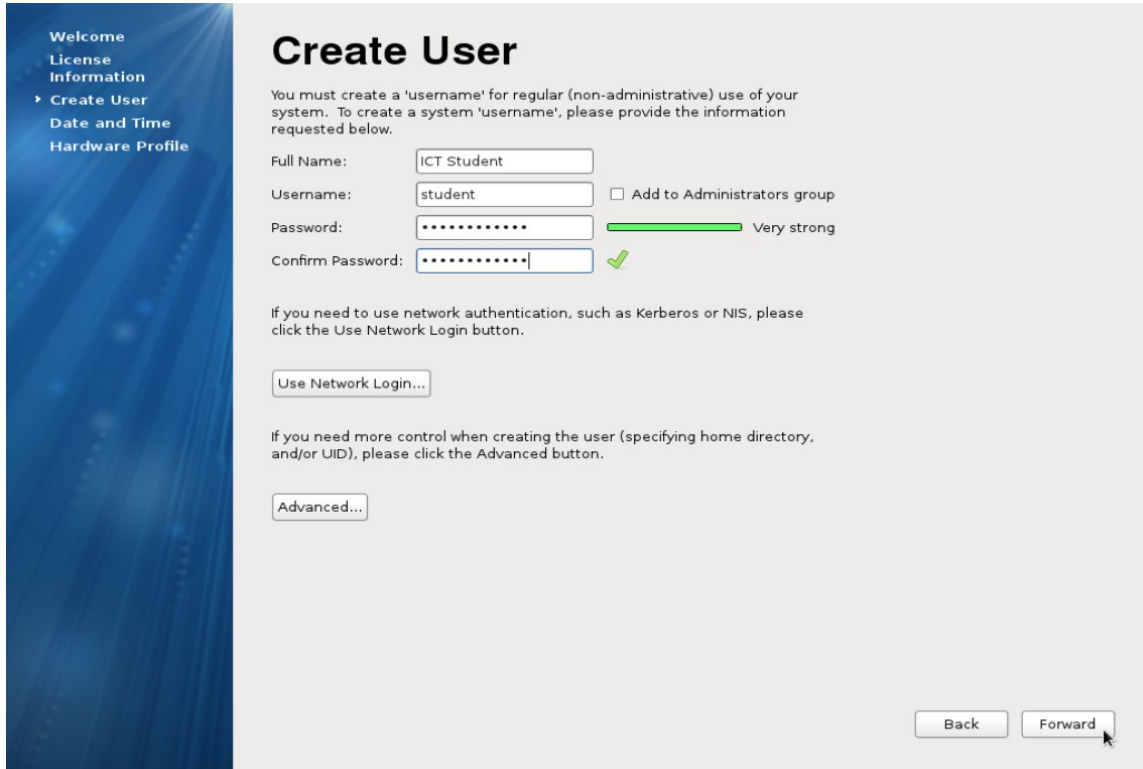 Welcome
License
Information
Create User
Date and Time
Hardware Profile
Create User
You must create a 'username' for regular (non-administrative) use of your
system.  To create a system 'username', please provide the information
requested below.
Full Name: ICT Student
Username: student Add to Administrators group
Password: •••••••••••• Very strong
Confirm Password: ••••••••••••
If you need to use network authentication, such as Kerberos or NIS, please
click the Use Network Login button.
Use Network Login...
If you need more control when creating the user (specifying home directory,
and/or UID), please click the Advanced button.
Advanced...
Back Forward